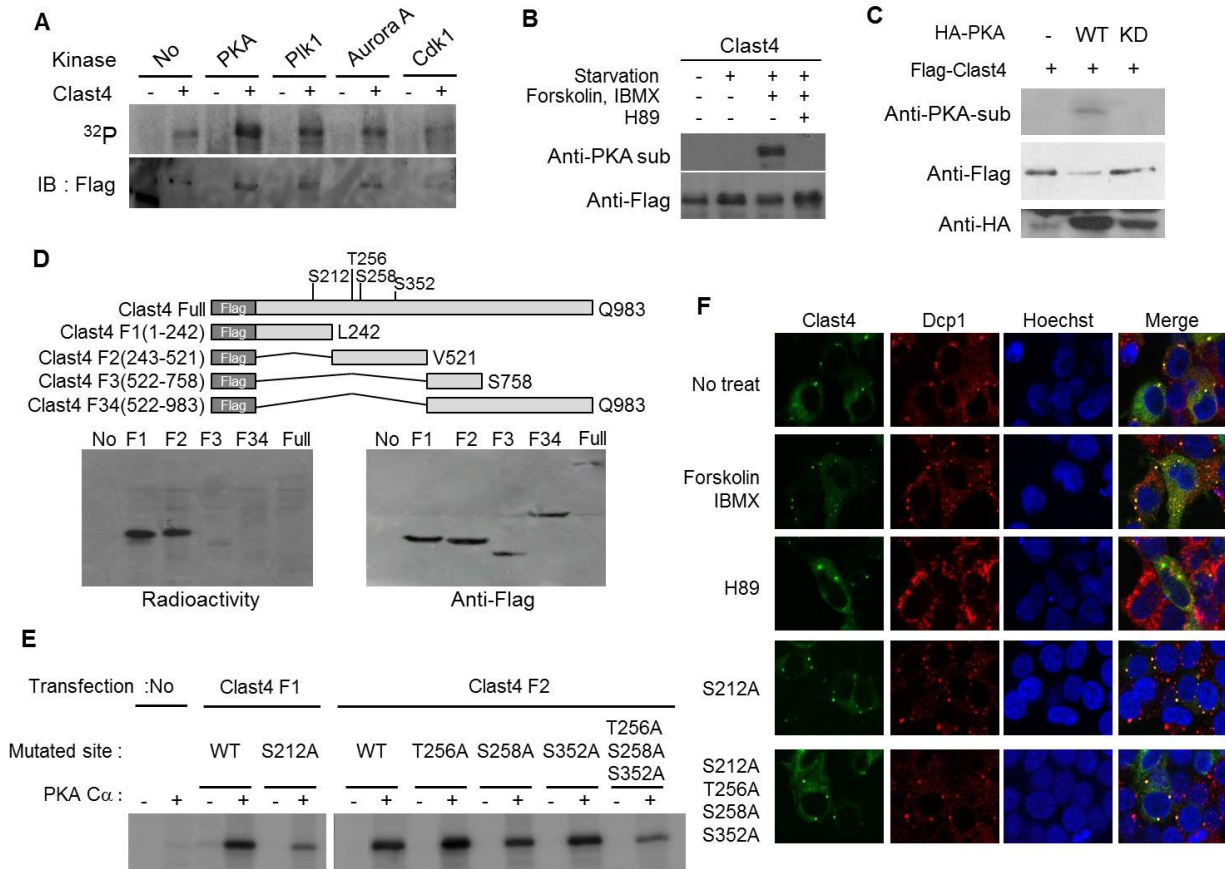 A
Kinase No PKA Plk1 Aurora A Cdk1
Clast4 - + - + - + - + - +
32P
IB : Flag
B
Clast4
Starvation - + + +
Forskolin, IBMX - - + +
H89 - - - +
Anti-PKA sub
Anti-Flag
C
HA-PKA - WT KD
Flag-Clast4 + + +
Anti-PKA-sub
Anti-Flag
Anti-HA
D
T256
S212 S258 S352
Clast4 Full Flag Q983
Clast4 F1(1-242) Flag L242
Clast4 F2(243-521) Flag V521
Clast4 F3(522-758) Flag S758
Clast4 F34(522-983) Flag Q983
No F1 F2 F3 F34 Full
Radioactivity
No F1 F2 F3 F34 Full
Anti-Flag
E
Transfection :No Clast4 F1 Clast4 F2
Mutated site : WT S212A WT T256A S258A S352A T256A
S258A
S352A
PKA Cα : - + - + - + - + - + - + - + - +
F
Clast4 Dcp1 Hoechst Merge
No treat
Forskolin
IBMX
H89
S212A
S212A
T256A
S258A
S352A